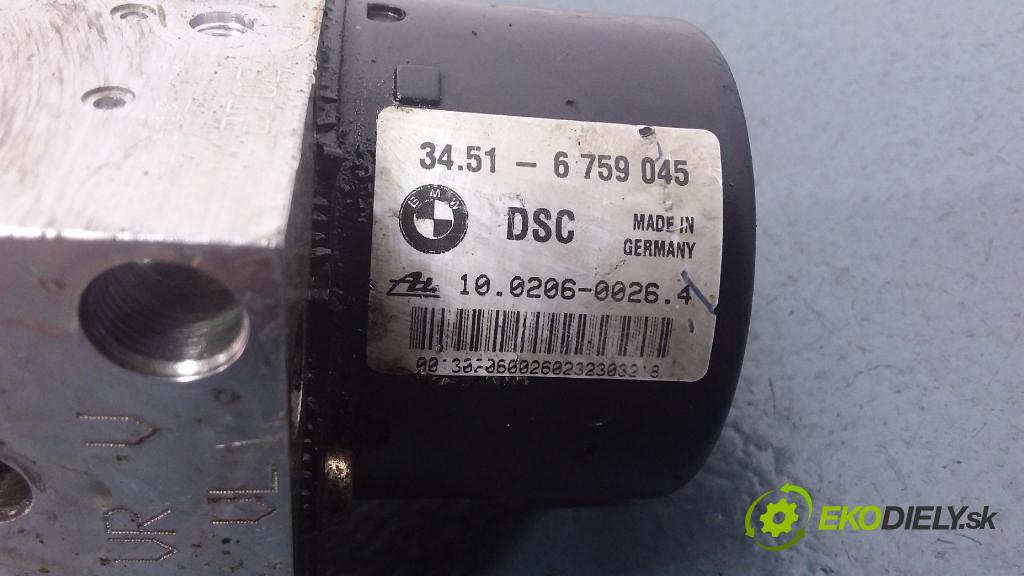 34.51 - 6 759 045
BMW
DSC
MADE IN
GERMANY
10.0206-0026.4
V
VR
VL
EKODIELY.sk